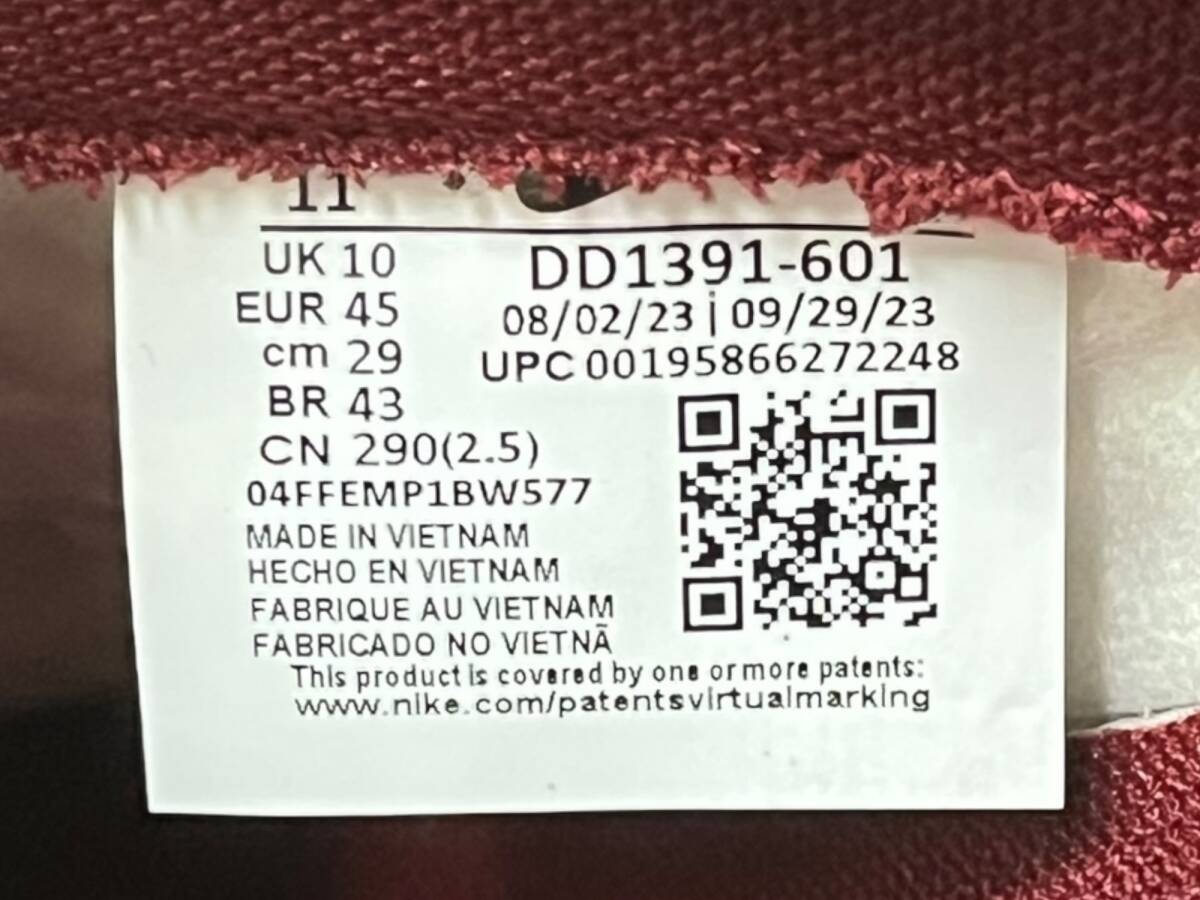 11
UK 10
EUR 45
cm 29
BR 43
CN 290(2.5)
DD1391-601
08/02/23 | 09/29/23
UPC 00195866272248
04FFEMP1BW577
MADE IN VIETNAM
HECHO EN VIETNAM
FABRIQUE AU VIETNAM
FABRICADO NO VIETNÃ
This product is covered by one or more patents:
www.nike.com/patentsvirtualmarking